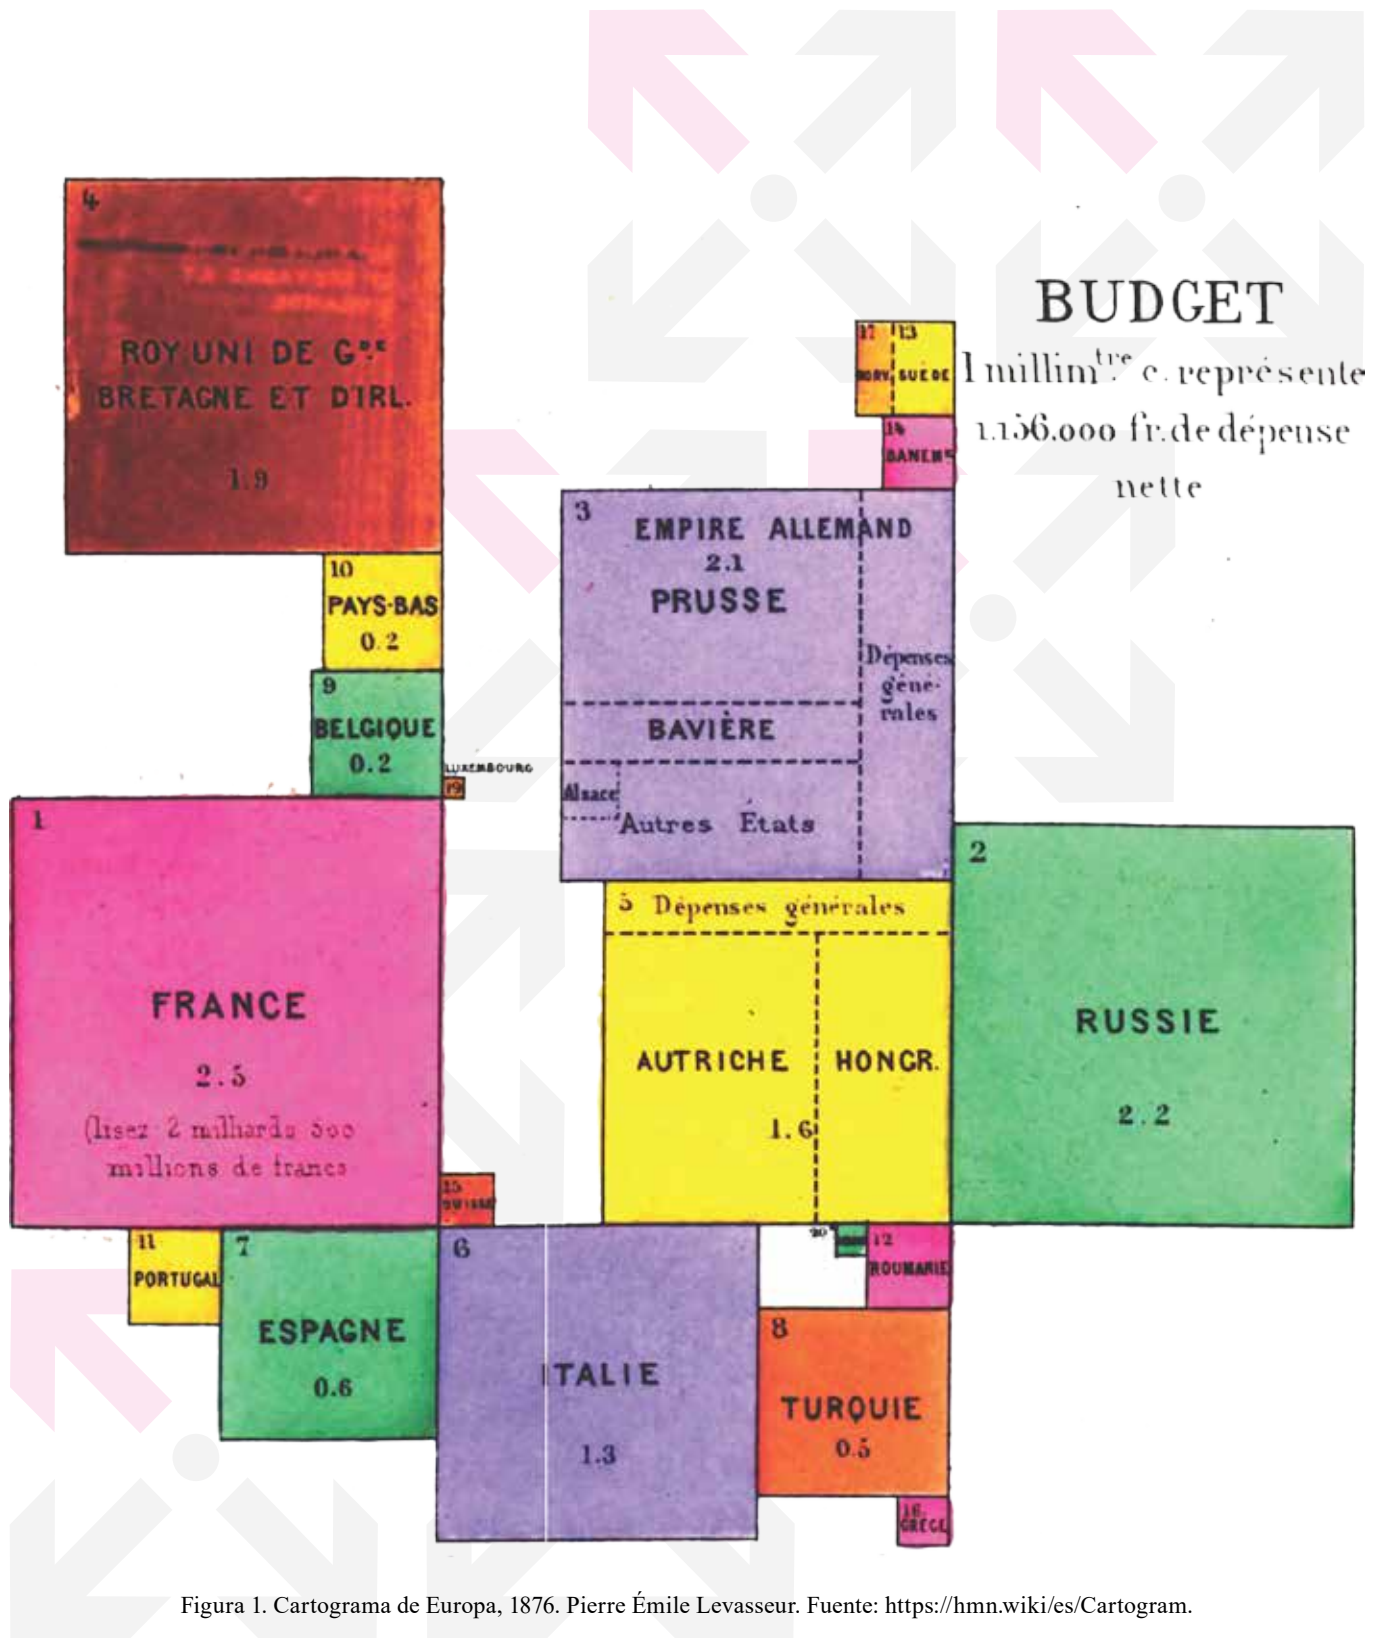 4
ROY. UNI DE Gde
BRETAGNE ET D'IRL.
1.9
BUDGET
1 millimtre c. représente
1.156.000 fr. de dépense
nette
17
13
NORV.
SUÈDE
14
DANEMK
3
EMPIRE ALLEMAND
2.1
PRUSSE
Dépenses
géné-
rales
BAVIÈRE
Alsace
Autres États
10
PAYS-BAS
0.2
9
BELGIQUE
0.2
LUXEMBOURG
19
1
FRANCE
2.5
(lisez 2 milliards 500
millions de francs
2
RUSSIE
2.2
5 Dépenses générales
AUTRICHE
HONGR.
1.6
15
SUISSE
11
PORTUGAL
7
ESPAGNE
0.6
6
ITALIE
1.3
20
12
ROUMANIE
8
TURQUIE
0.5
16.
GRÈCE
Figura 1. Cartograma de Europa, 1876. Pierre Émile Levasseur. Fuente: https://hmn.wiki/es/Cartogram.